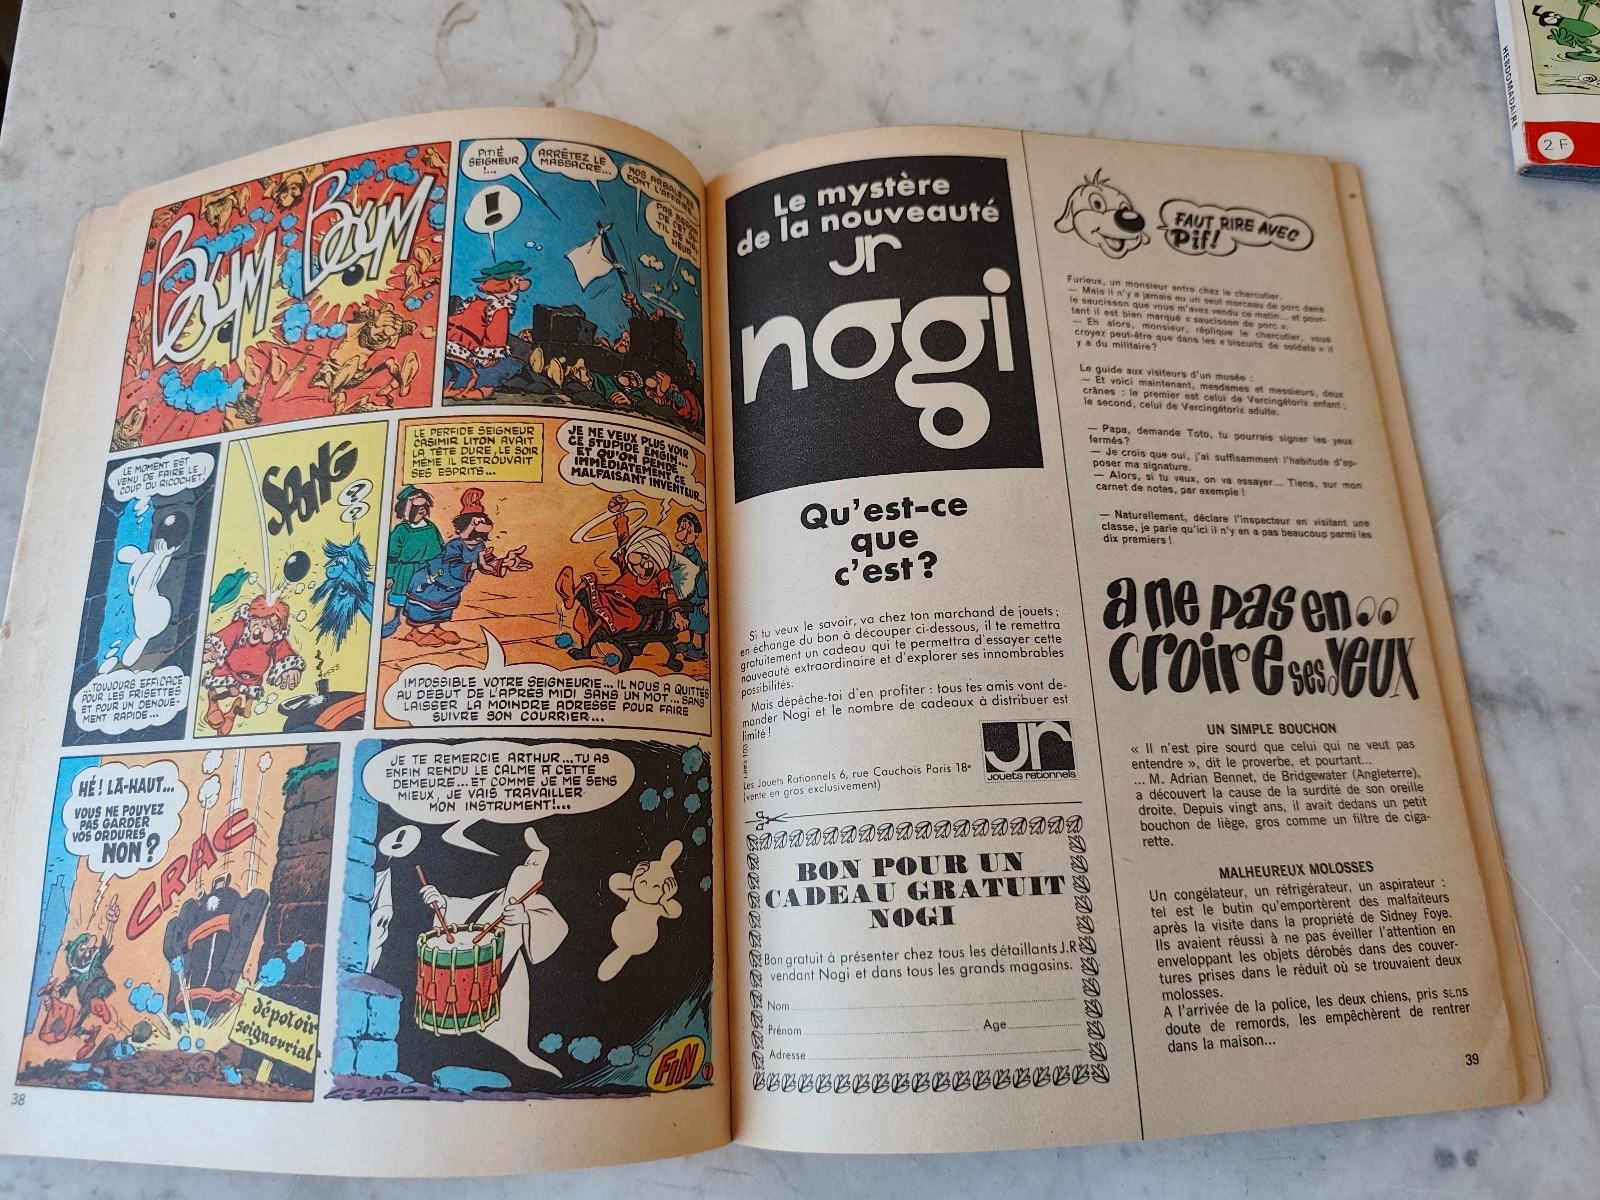 BOUM BOUM
PITIÉ
SEIGNEUR
!...
!
ARRÊTEZ LE
MASSACRE...
NOS ARBALÈTES
FONT L'AFFAIRE...
PAS BESOIN
DE CET OU-
TIL DE MAL-
HEUR...
LE MOMENT EST
VENU DE FAIRE LE
COUP DU RICOCHET.
...TOUJOURS EFFICACE
POUR LES FRISETTES
ET POUR UN DÉNOUE-
MENT RAPIDE...
SPONG
?
?
LE PERFIDE SEIGNEUR
CASIMIR LITON AVAIT
LA TÊTE DURE, LE SOIR
MÊME IL RETROUVAIT
SES ESPRITS...
JE NE VEUX PLUS VOIR
CE STUPIDE ENGIN...
ET QU'ON PENDE
IMMÉDIATEMENT CE
MALFAISANT INVENTEUR...
IMPOSSIBLE VOTRE SEIGNEURIE... IL NOUS A QUITTÉS
AU DÉBUT DE L'APRÈS MIDI SANS UN MOT... SANS
LAISSER LA MOINDRE ADRESSE POUR FAIRE
SUIVRE SON COURRIER...
HÉ! LÀ-HAUT...
VOUS NE POUVEZ
PAS GARDER
VOS ORDURES
NON?
CRAC
dépotoir
seigneurial
JE TE REMERCIE ARTHUR... TU AS
ENFIN RENDU LE CALME À CETTE
DEMEURE... ET COMME JE ME SENS
MIEUX, JE VAIS TRAVAILLER
MON INSTRUMENT!...
!
FIN
7
CEZARD
38
Le mystère
de la nouveauté
jr
nogi
Qu'est-ce
que
c'est?
Si tu veux le savoir, va chez ton marchand de jouets ;
en échange du bon à découper ci-dessous, il te remettra
gratuitement un cadeau qui te permettra d'essayer cette
nouveauté extraordinaire et d'explorer ses innombrables
possibilités.
Mais dépêche-toi d'en profiter : tous tes amis vont de-
mander Nogi et le nombre de cadeaux à distribuer est
limité !
Les Jouets Rationnels 6, rue Cauchois Paris 18e
(vente en gros exclusivement)
jr
jouets rationnels
BON POUR UN
CADEAU GRATUIT
NOGI
Bon gratuit à présenter chez tous les détaillants J.R
vendant Nogi et dans tous les grands magasins.
Nom
Prénom Age
Adresse
FAUT RIRE AVEC
Pif!
Furieux, un monsieur entre chez le charcutier.
— Mais il n'y a jamais eu un seul morceau de porc dans
le saucisson que vous m'avez vendu ce matin... et pour-
tant il est bien marqué « saucisson de porc ».
— Eh alors, monsieur, réplique le charcutier, vous
croyez peut-être que dans les « biscuits de soldats » il
y a du militaire?
Le guide aux visiteurs d'un musée :
— Et voici maintenant, mesdames et messieurs, deux
crânes : le premier est celui de Vercingétorix enfant ;
le second, celui de Vercingétorix adulte.
— Papa, demande Toto, tu pourrais signer les yeux
fermés?
— Je crois que oui, j'ai suffisamment l'habitude d'ap-
poser ma signature.
— Alors, si tu veux, on va essayer... Tiens, sur mon
carnet de notes, par exemple !
— Naturellement, déclare l'inspecteur en visitant une
classe, je parie qu'ici il n'y en a pas beaucoup parmi les
dix premiers !
a ne pas en
croire ses yeux
UN SIMPLE BOUCHON
« Il n'est pire sourd que celui qui ne veut pas
entendre », dit le proverbe, et pourtant...
... M. Adrian Bennet, de Bridgewater (Angleterre),
a découvert la cause de la surdité de son oreille
droite. Depuis vingt ans, il avait dedans un petit
bouchon de liège, gros comme un filtre de ciga-
rette.
MALHEUREUX MOLOSSES
Un congélateur, un réfrigérateur, un aspirateur :
tel est le butin qu'emportèrent des malfaiteurs
après la visite dans la propriété de Sidney Foye.
Ils avaient réussi à ne pas éveiller l'attention en
enveloppant les objets dérobés dans des couver-
tures prises dans le réduit où se trouvaient deux
molosses.
A l'arrivée de la police, les deux chiens, pris sans
doute de remords, les empêchèrent de rentrer
dans la maison...
39
HEBDOMADAIRE
2 F